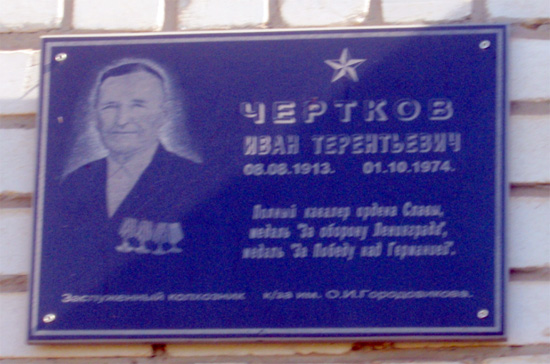 ЧЕРТКОВ
ИВАН ТЕРЕНТЬЕВИЧ
08.08.1913. 01.10.1974.
Полный кавалер ордена Славы,
медаль "За оборону Ленинграда",
медаль "За Победу над Германией".
Заслуженный колхозник к/зв им. О.И.Городовикова.